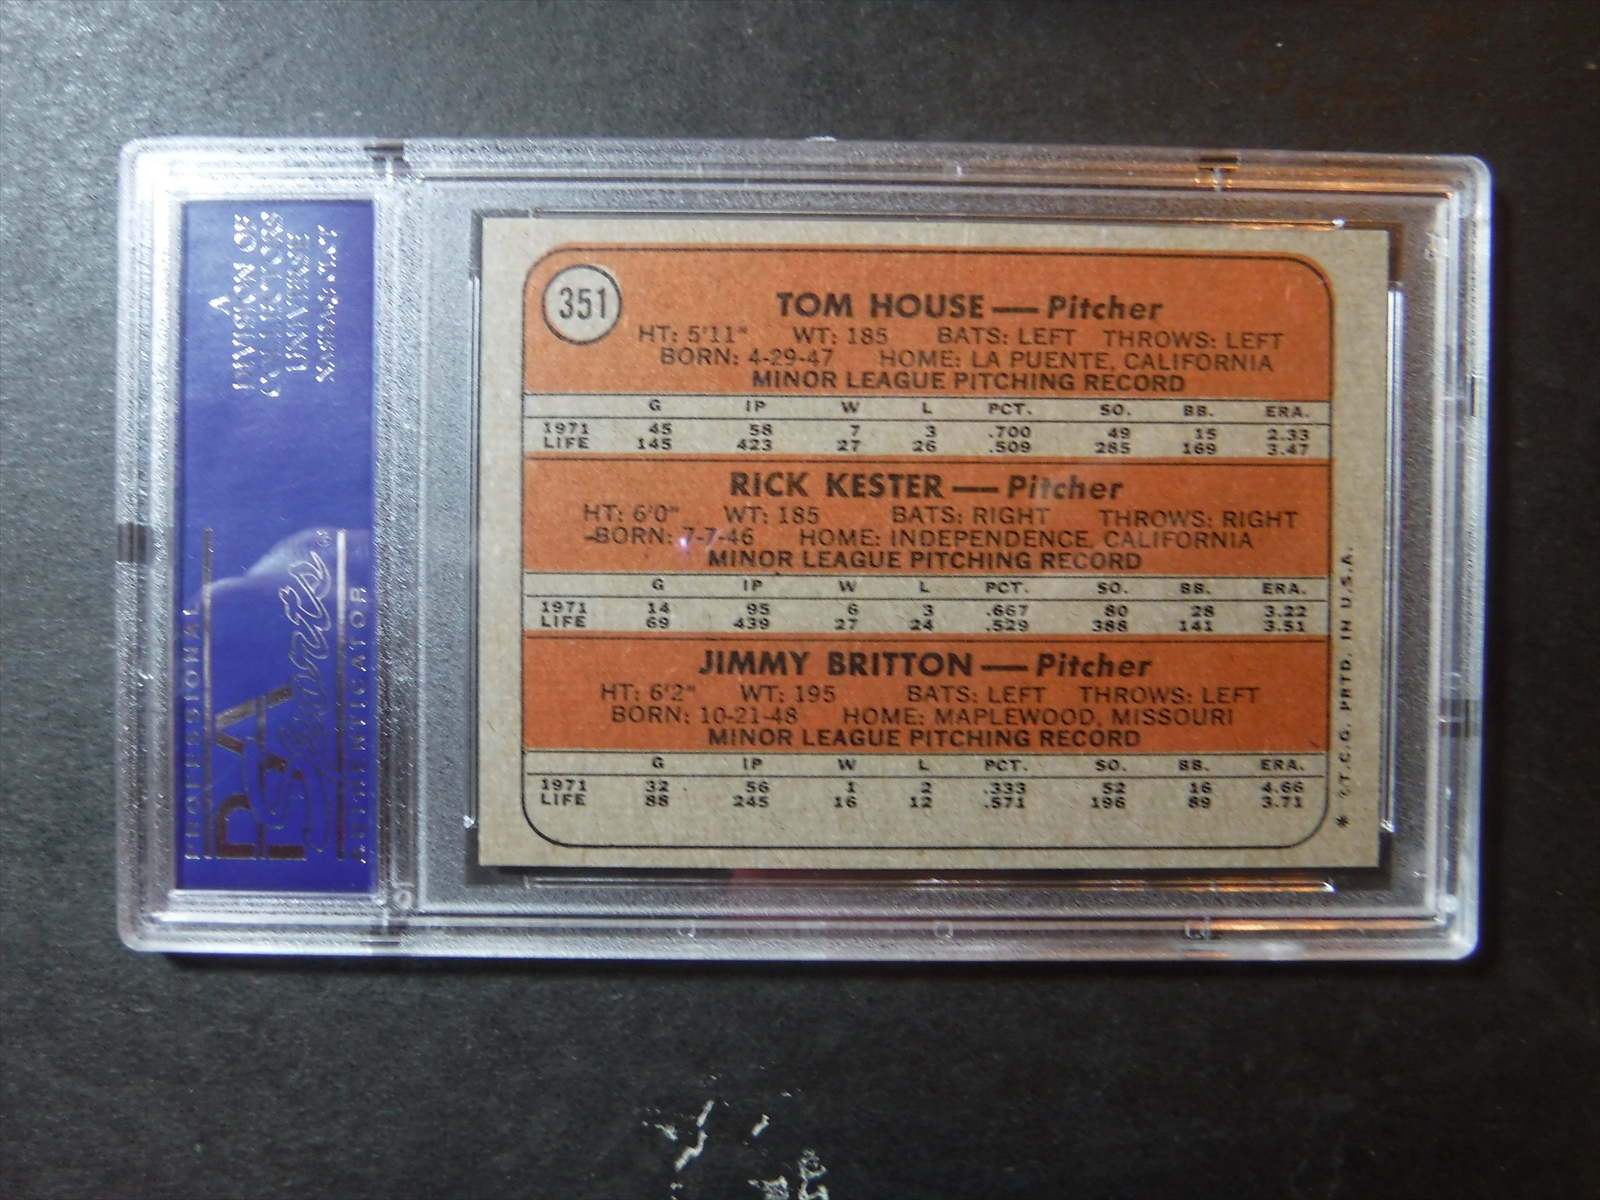 A
DIVISION OF
COLLECTORS
UNIVERSE
NASDAQ: CLCT
PROFESSIONAL
PSA
Sports
AUTHENTICATOR
351
TOM HOUSE — Pitcher
HT: 5'11" WT: 185 BATS: LEFT THROWS: LEFT
BORN: 4-29-47 HOME: LA PUENTE, CALIFORNIA
MINOR LEAGUE PITCHING RECORD
G IP W L PCT. SO. BB. ERA.
1971 45 58 7 3 .700 49 15 2.33
LIFE 145 423 27 26 .509 285 169 3.47
RICK KESTER — Pitcher
HT: 6'0" WT: 185 BATS: RIGHT THROWS: RIGHT
BORN: 7-7-46 HOME: INDEPENDENCE, CALIFORNIA
MINOR LEAGUE PITCHING RECORD
G IP W L PCT. SO. BB. ERA.
1971 14 95 6 3 .667 80 28 3.22
LIFE 69 439 27 24 .529 388 141 3.51
JIMMY BRITTON — Pitcher
HT: 6'2" WT: 195 BATS: LEFT THROWS: LEFT
BORN: 10-21-48 HOME: MAPLEWOOD, MISSOURI
MINOR LEAGUE PITCHING RECORD
G IP W L PCT. SO. BB. ERA.
1971 32 56 1 2 .333 52 16 4.66
LIFE 88 245 16 12 .571 196 89 3.71
* ©T.C.G. PRTD. IN U.S.A.